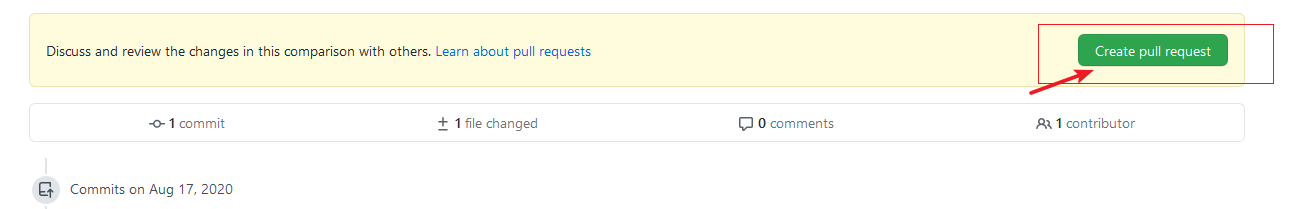 Discuss and review the changes in this comparison with others. Learn about pull requests
Create pull request
1 commit
1 file changed
0 comments
1 contributor
Commits on Aug 17, 2020